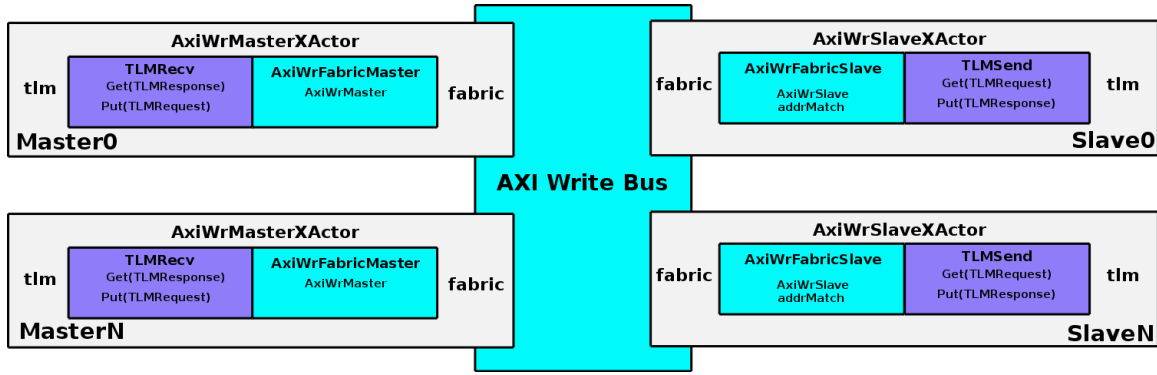 AxiWrMasterXActor
tlm
TLMRecv
Get(TLMResponse)
Put(TLMRequest)
AxiWrFabricMaster
AxiWrMaster
fabric
Master0
AxiWrSlaveXActor
fabric
AxiWrFabricSlave
AxiWrSlave
addrMatch
TLMSend
Get(TLMRequest)
Put(TLMResponse)
tlm
Slave0
AXI Write Bus
AxiWrMasterXActor
tlm
TLMRecv
Get(TLMResponse)
Put(TLMRequest)
AxiWrFabricMaster
AxiWrMaster
fabric
MasterN
AxiWrSlaveXActor
fabric
AxiWrFabricSlave
AxiWrSlave
addrMatch
TLMSend
Get(TLMRequest)
Put(TLMResponse)
tlm
SlaveN